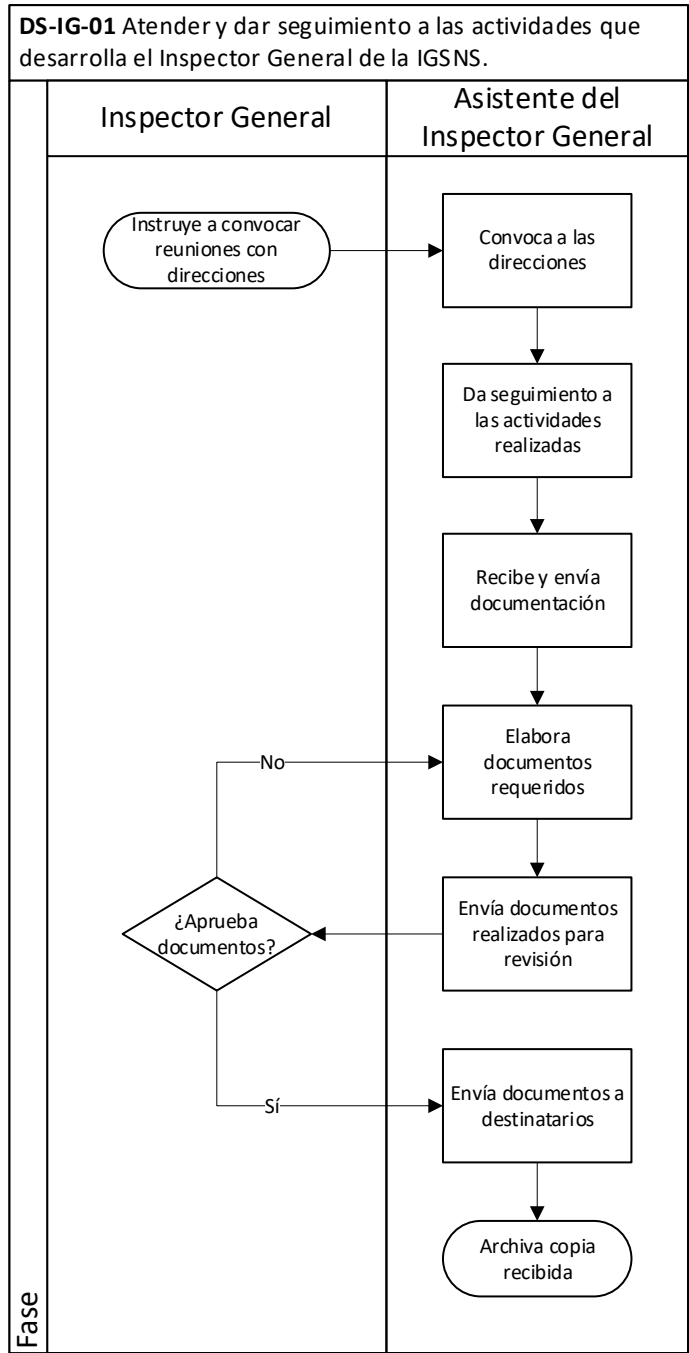 DS-IG-01 Atender y dar seguimiento a las actividades que
desarrolla el Inspector General de la IGSNS.
Inspector General
Asistente del
Inspector General
Instruye a convocar
reuniones con
direcciones
Convoca a las
direcciones
Da seguimiento a
las actividades
realizadas
Recibe y envía
documentación
Elabora
documentos
requeridos
No
¿Aprueba
documentos?
Envía documentos
realizados para
revisión
Sí
Envía documentos a
destinatarios
Archiva copia
recibida
Fase